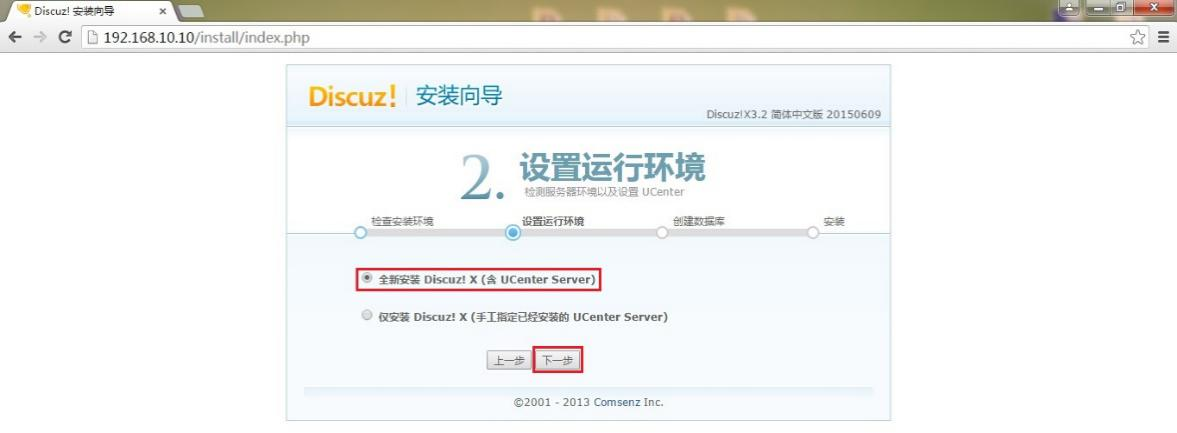 Discuz! 安装向导
192.168.10.10/install/index.php
Discuz! 安装向导
Discuz!X3.2 简体中文版 20150609
2. 设置运行环境
检测服务器环境以及设置 UCenter
检查安装环境 设置运行环境 创建数据库 安装
全新安装 Discuz! X (含 UCenter Server)
仅安装 Discuz! X (手工指定已经安装的 UCenter Server)
上一步 下一步
©2001 - 2013 Comsenz Inc.